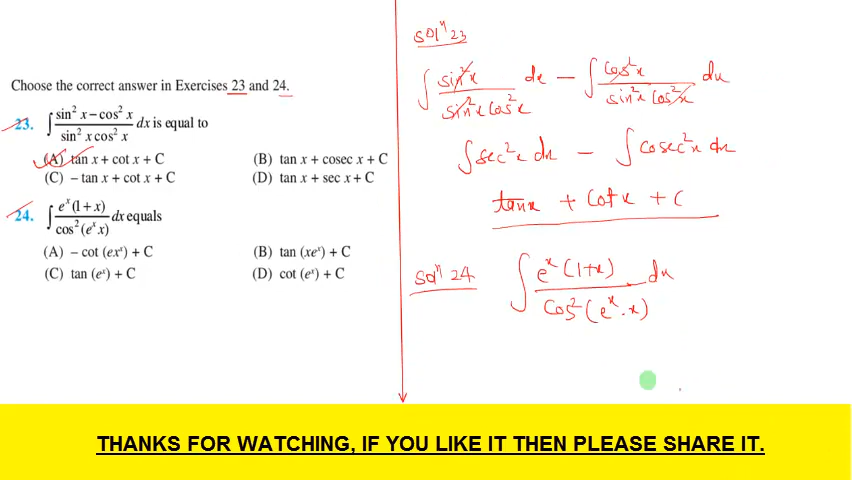 Choose the correct answer in Exercises 23 and 24.
23. ∫ (sin² x – cos² x)/(sin² x cos² x) dx is equal to
(A) tan x + cot x + C (B) tan x + cosec x + C
(C) – tan x + cot x + C (D) tan x + sec x + C
24. ∫ eˣ(1 + x)/cos² (eˣ x) dx equals
(A) – cot (eˣˣ) + C (B) tan (xeˣ) + C
(C) tan (eˣ) + C (D) cot (eˣ) + C
Solⁿ 23
∫ sin²x/(sin²x cos²x) dx – ∫ cos²x/(sin²x cos²x) dx
∫ sec²x dx – ∫ cosec²x dx
tanx + cotx + C
Solⁿ 24 ∫ eˣ(1+x)/cos²(eˣ.x) dx
THANKS FOR WATCHING, IF YOU LIKE IT THEN PLEASE SHARE IT.